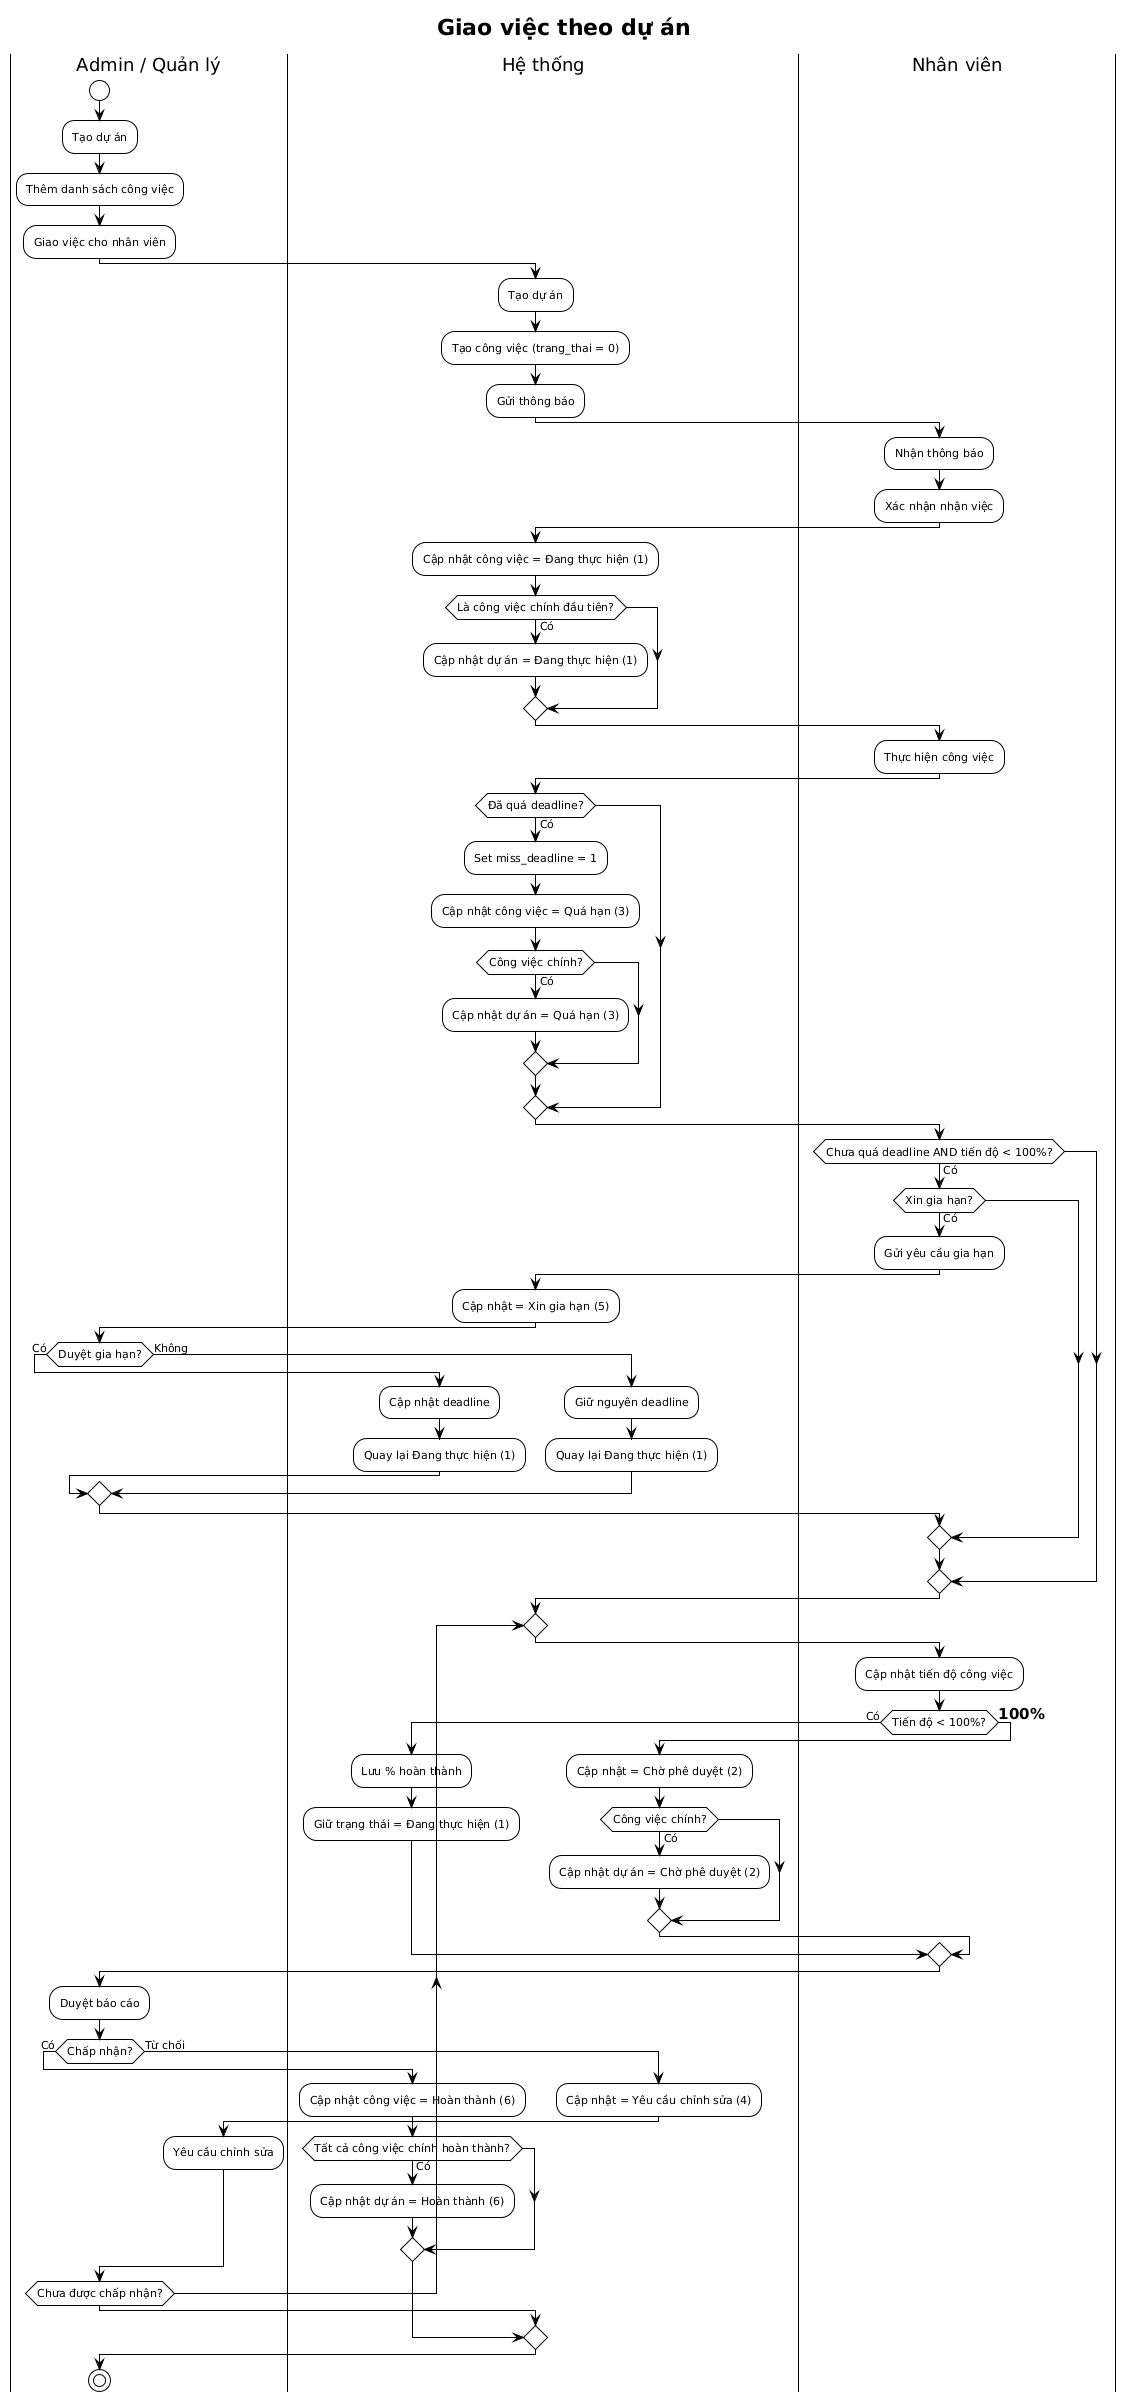 Giao việc theo dự án
Admin / Quản lý
Hệ thống
Nhân viên
Tạo dự án
Thêm danh sách công việc
Giao việc cho nhân viên
Tạo dự án
Tạo công việc (trang_thai = 0)
Gửi thông báo
Nhận thông báo
Xác nhận nhận việc
Cập nhật công việc = Đang thực hiện (1)
Là công việc chính đầu tiên?
Có
Cập nhật dự án = Đang thực hiện (1)
Thực hiện công việc
Đã quá deadline?
Có
Set miss_deadline = 1
Cập nhật công việc = Quá hạn (3)
Công việc chính?
Có
Cập nhật dự án = Quá hạn (3)
Chưa quá deadline AND tiến độ < 100%?
Có
Xin gia hạn?
Có
Gửi yêu cầu gia hạn
Cập nhật = Xin gia hạn (5)
Có
Duyệt gia hạn?
Không
Cập nhật deadline
Giữ nguyên deadline
Quay lại Đang thực hiện (1)
Quay lại Đang thực hiện (1)
Cập nhật tiến độ công việc
Có
Tiến độ < 100%?
100%
Lưu % hoàn thành
Cập nhật = Chờ phê duyệt (2)
Giữ trạng thái = Đang thực hiện (1)
Công việc chính?
Có
Cập nhật dự án = Chờ phê duyệt (2)
Duyệt báo cáo
Có
Chấp nhận?
Từ chối
Cập nhật công việc = Hoàn thành (6)
Cập nhật = Yêu cầu chỉnh sửa (4)
Yêu cầu chỉnh sửa
Tất cả công việc chính hoàn thành?
Có
Cập nhật dự án = Hoàn thành (6)
Chưa được chấp nhận?